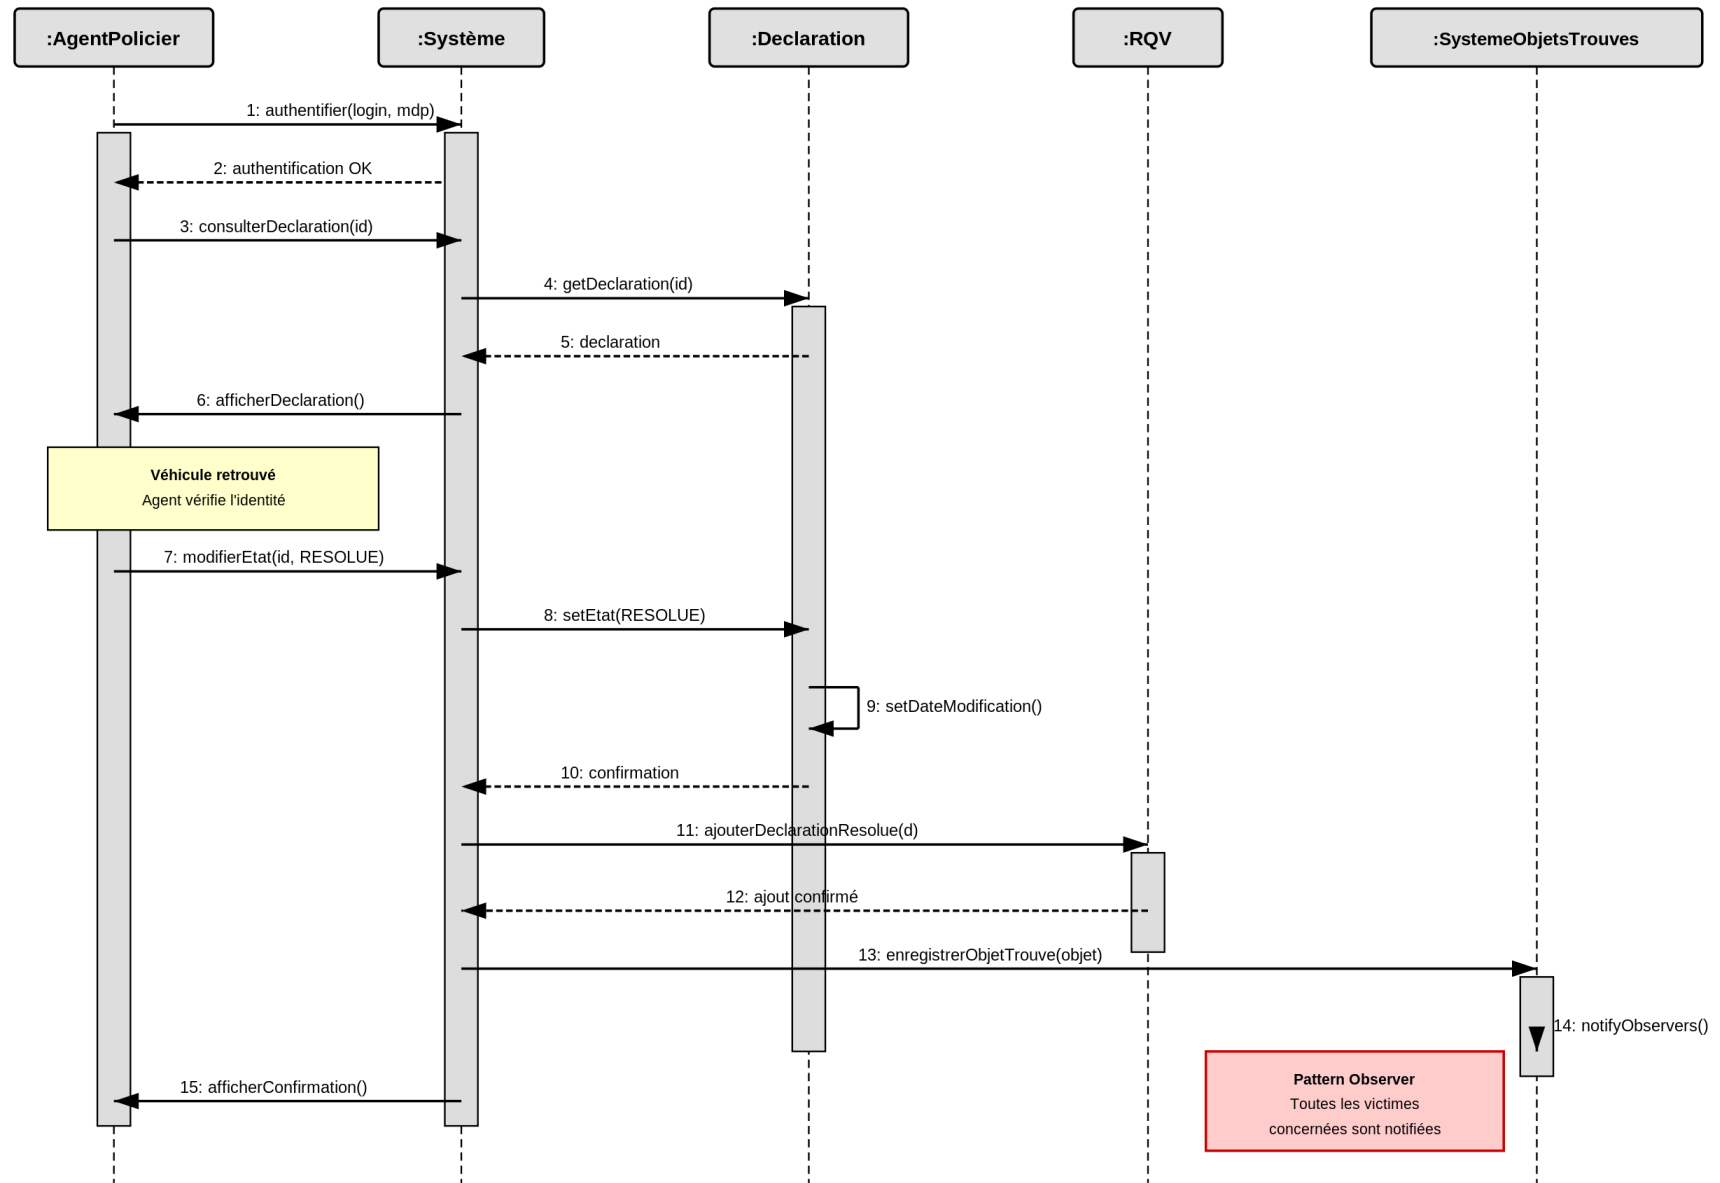 :AgentPolicier
:Système
:Declaration
:RQV
:SystemeObjetsTrouves
1: authentifier(login, mdp)
2: authentification OK
3: consulterDeclaration(id)
4: getDeclaration(id)
5: declaration
6: afficherDeclaration()
Véhicule retrouvé
Agent vérifie l'identité
7: modifierEtat(id, RESOLUE)
8: setEtat(RESOLUE)
9: setDateModification()
10: confirmation
11: ajouterDeclarationResolue(d)
12: ajout confirmé
13: enregistrerObjetTrouve(objet)
14: notifyObservers()
Pattern Observer
Toutes les victimes
concernées sont notifiées
15: afficherConfirmation()